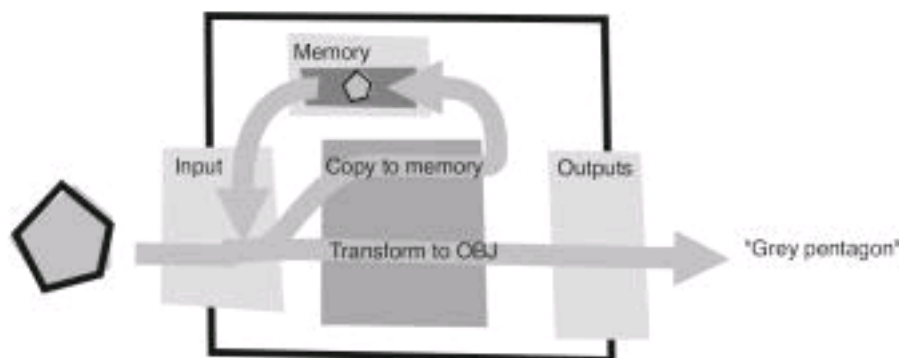 Memory
Input
Copy to memory
Outputs
Transform to OBJ
"Grey pentagon"